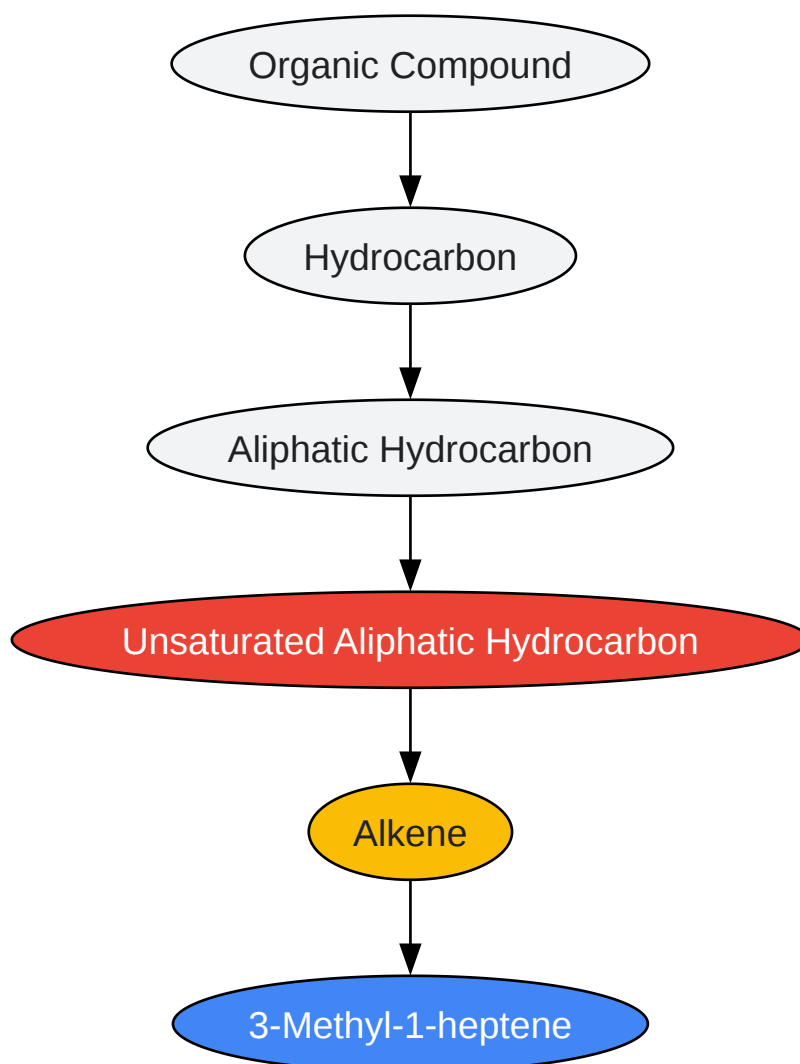 Organic Compound
Hydrocarbon
Aliphatic Hydrocarbon
Unsaturated Aliphatic Hydrocarbon
Alkene
3-Methyl-1-heptene